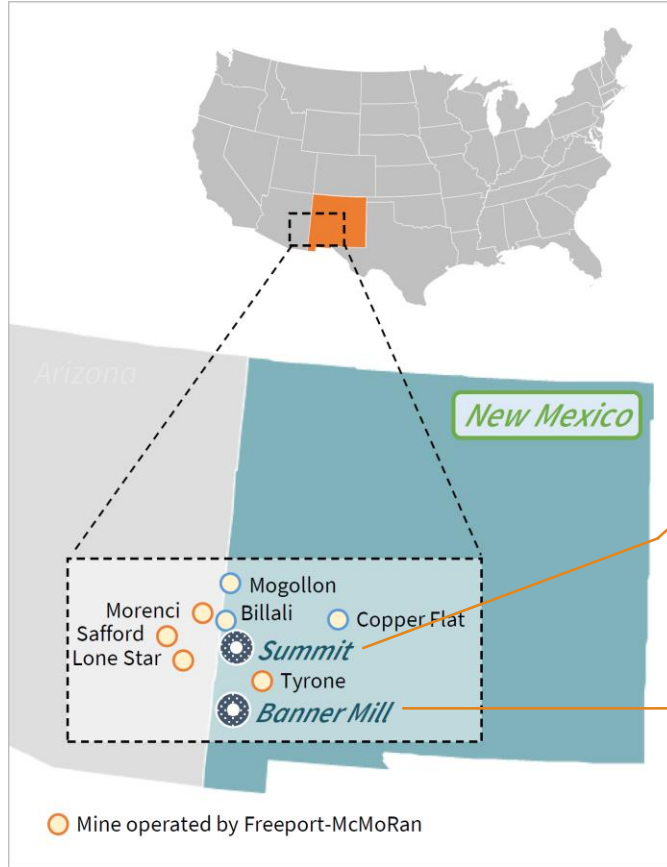 Arizona
New Mexico
Mogollon
Morenci
Billali
Copper Flat
Safford
Summit
Lone Star
Tyrone
Banner Mill
Mine operated by Freeport-McMoRan